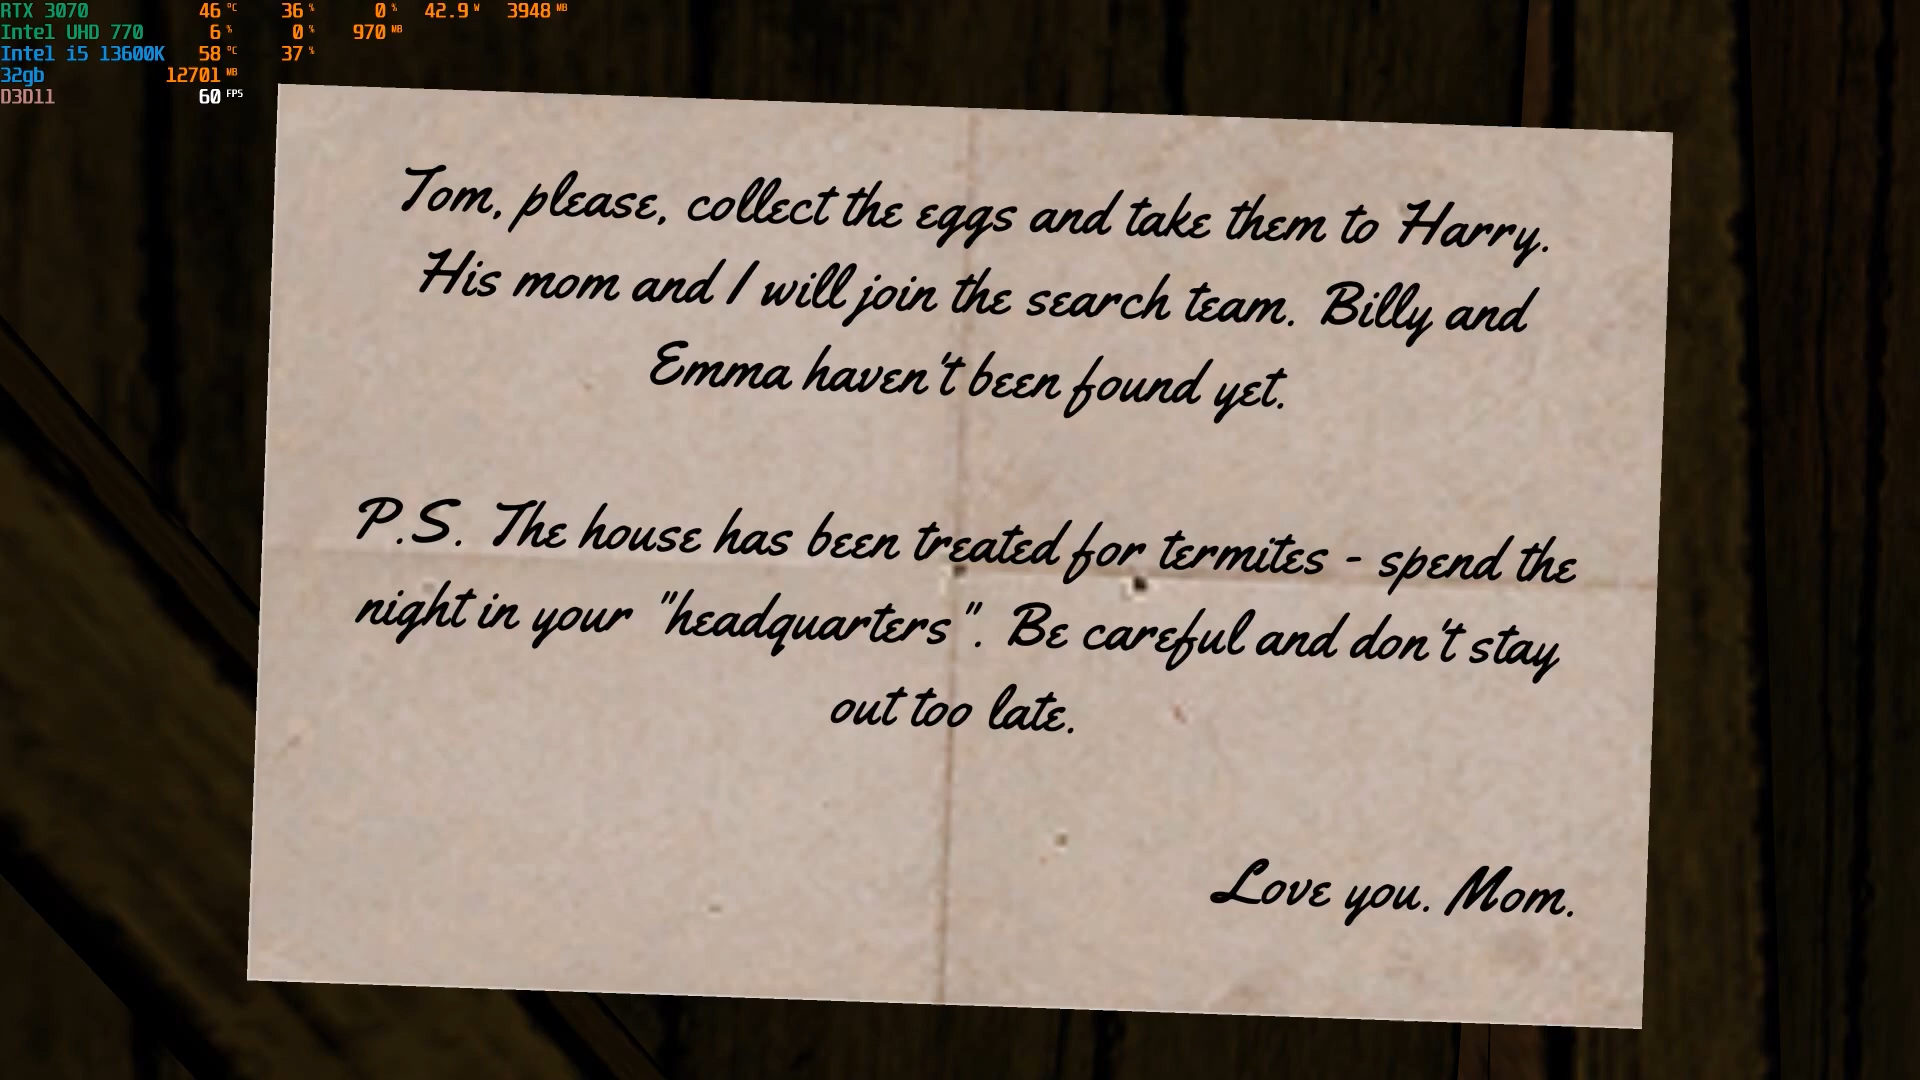 RTX 3070 46 °C 36 % 0 % 42.9 W 3948 MB
Intel UHD 770 6 % 0 % 970 MB
Intel i5 13600K 58 °C 37 %
32gb 12701 MB
D3D11 60 FPS
Tom, please, collect the eggs and take them to Harry.
His mom and I will join the search team. Billy and
Emma haven't been found yet.
P.S. The house has been treated for termites - spend the
night in your "headquarters". Be careful and don't stay
out too late.
Love you. Mom.